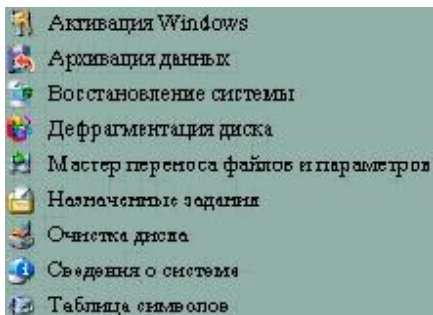 Активация Windows
Архивация данных
Восстановление системы
Дефрагментация диска
Мастер переноса файлов и параметров
Назначенные задания
Очистка диска
Сведения о системе
Таблица символов